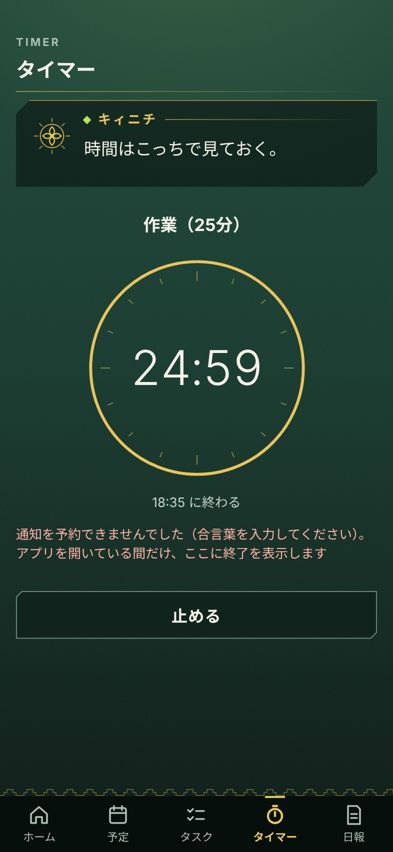 TIMER
タイマー
キィニチ
時間はこっちで見ておく。
作業（25分）
24:59
18:35 に終わる
通知を予約できませんでした（合言葉を入力してください）。
アプリを開いている間だけ、ここに終了を表示します
止める
ホーム
予定
タスク
タイマー
日報